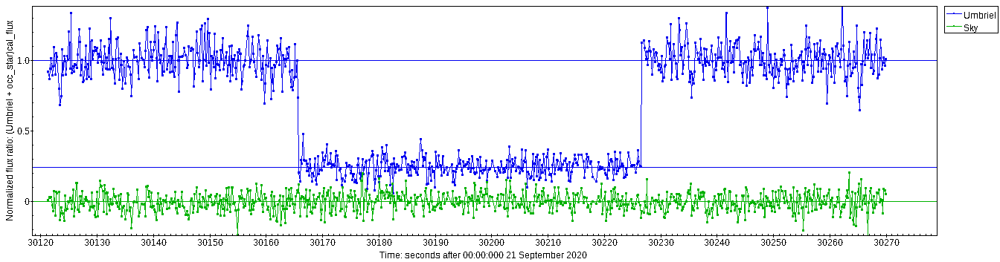 Normalized flux ratio: (Umbriel + occ_star)cal_flux
1.0
0.5
0
30120 30130 30140 30150 30160 30170 30180 30190 30200 30210 30220 30230 30240 30250 30260 30270
Time: seconds after 00:00:000 21 September 2020
Umbriel
Sky